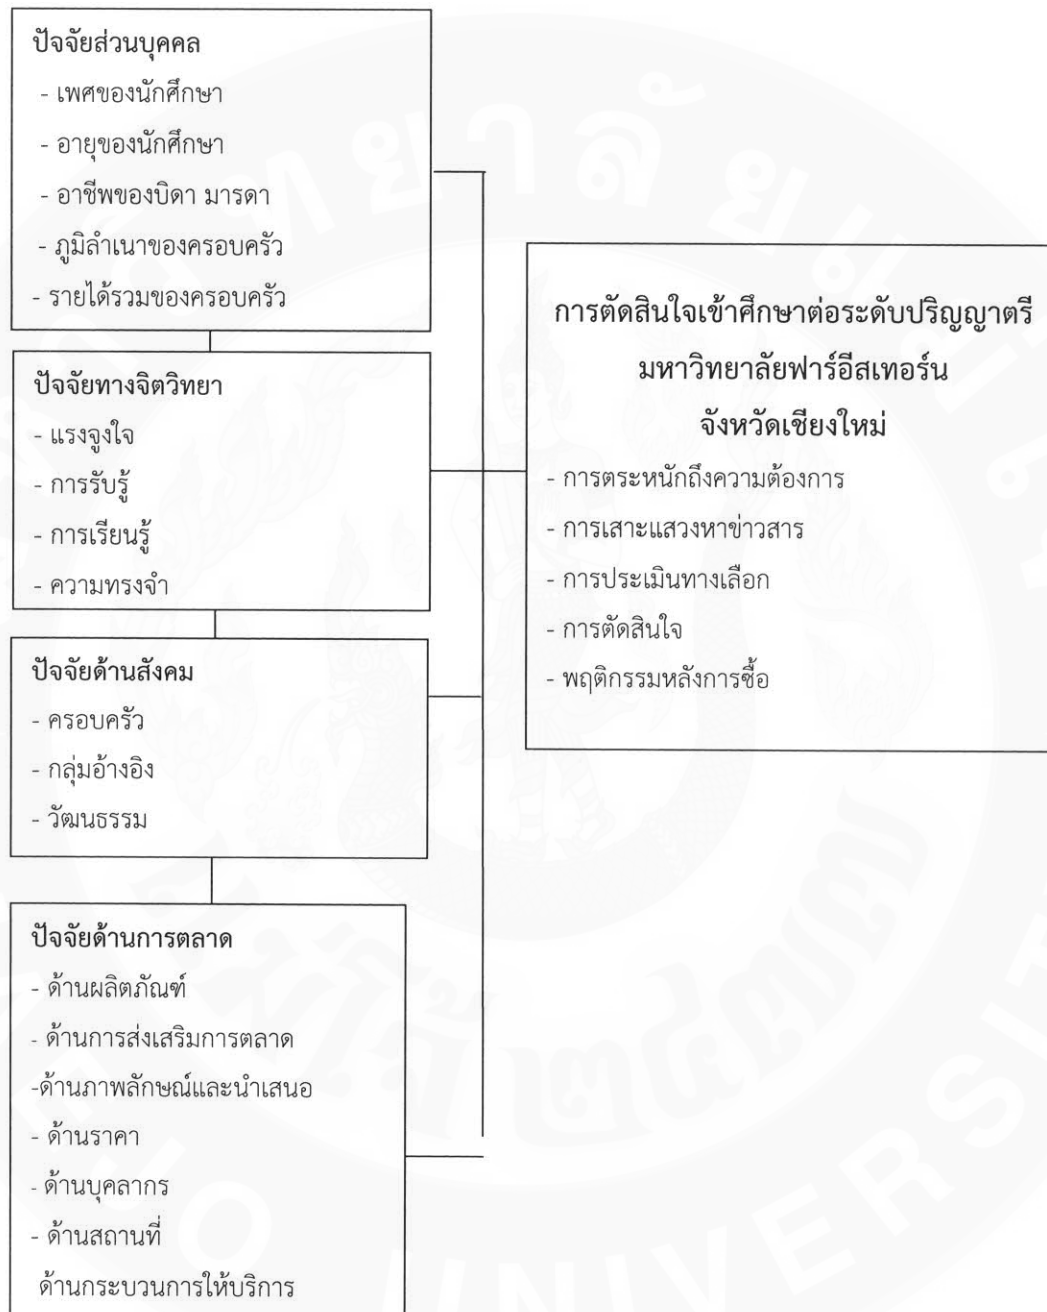 ปัจจัยส่วนบุคคล
- เพศของนักศึกษา
- อายุของนักศึกษา
- อาชีพของบิดา มารดา
- ภูมิลำเนาของครอบครัว
- รายได้รวมของครอบครัว
ปัจจัยทางจิตวิทยา
- แรงจูงใจ
- การรับรู้
- การเรียนรู้
- ความทรงจำ
ปัจจัยด้านสังคม
- ครอบครัว
- กลุ่มอ้างอิง
- วัฒนธรรม
ปัจจัยด้านการตลาด
- ด้านผลิตภัณฑ์
- ด้านการส่งเสริมการตลาด
-ด้านภาพลักษณ์และนำเสนอ
- ด้านราคา
- ด้านบุคลากร
- ด้านสถานที่
ด้านกระบวนการให้บริการ
การตัดสินใจเข้าศึกษาต่อระดับปริญญาตรี
มหาวิทยาลัยฟาร์อีสเทอร์น
จังหวัดเชียงใหม่
- การตระหนักถึงความต้องการ
- การเสาะแสวงหาข่าวสาร
- การประเมินทางเลือก
- การตัดสินใจ
- พฤติกรรมหลังการซื้อ